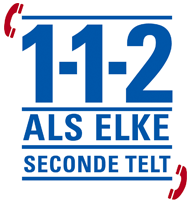 1-1-2
ALS ELKE
SECONDE TELT